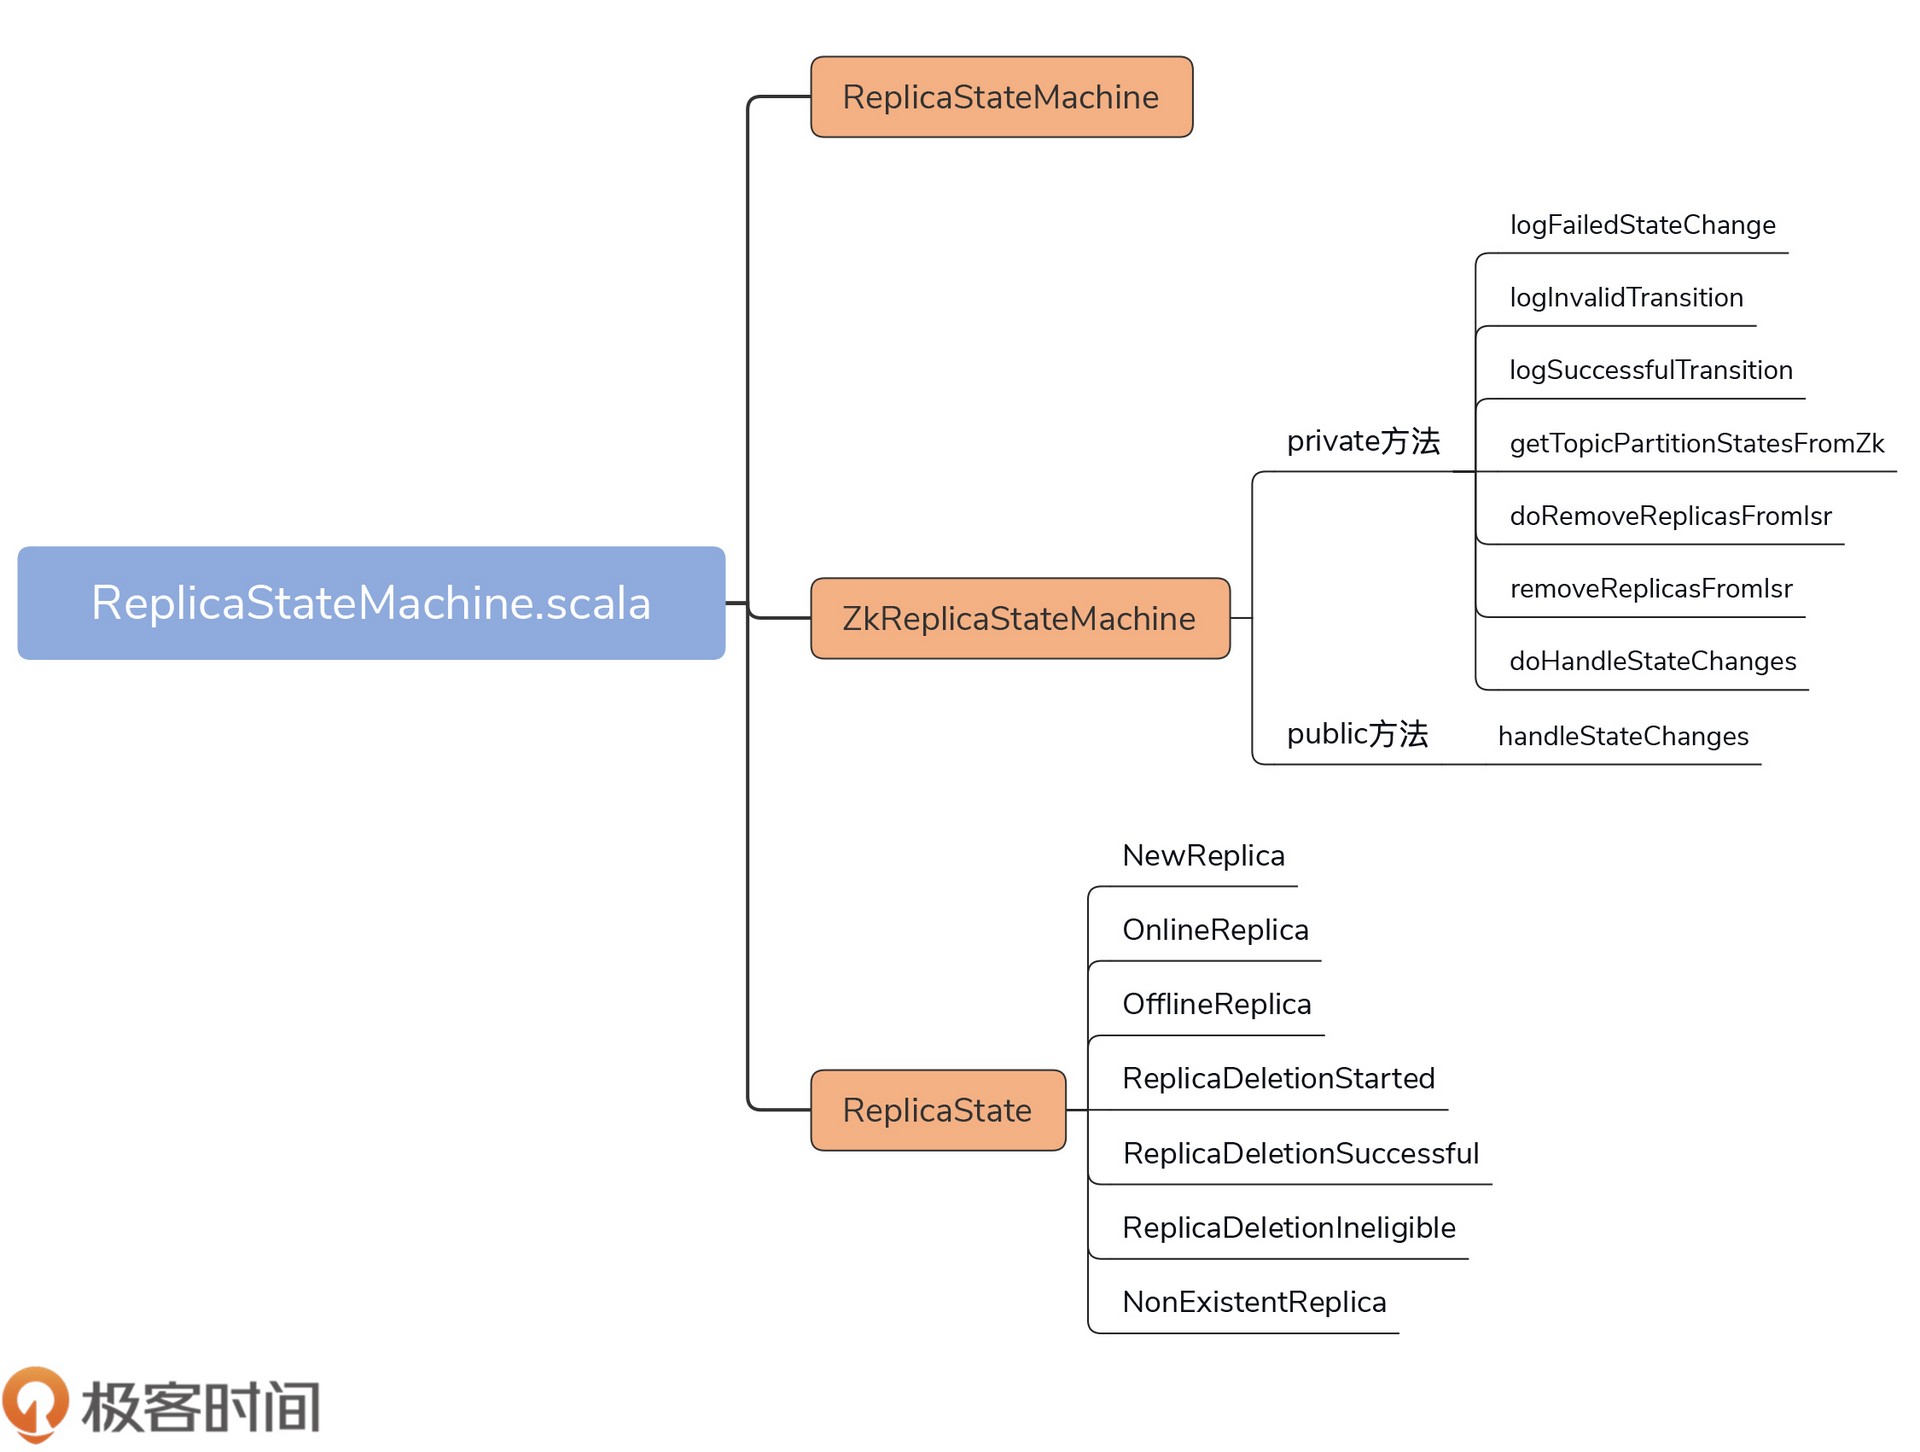 ReplicaStateMachine.scala
ReplicaStateMachine
ZkReplicaStateMachine
private方法
logFailedStateChange
logInvalidTransition
logSuccessfulTransition
getTopicPartitionStatesFromZk
doRemoveReplicasFromIsr
removeReplicasFromIsr
doHandleStateChanges
public方法
handleStateChanges
ReplicaState
NewReplica
OnlineReplica
OfflineReplica
ReplicaDeletionStarted
ReplicaDeletionSuccessful
ReplicaDeletionIneligible
NonExistentReplica
极客时间